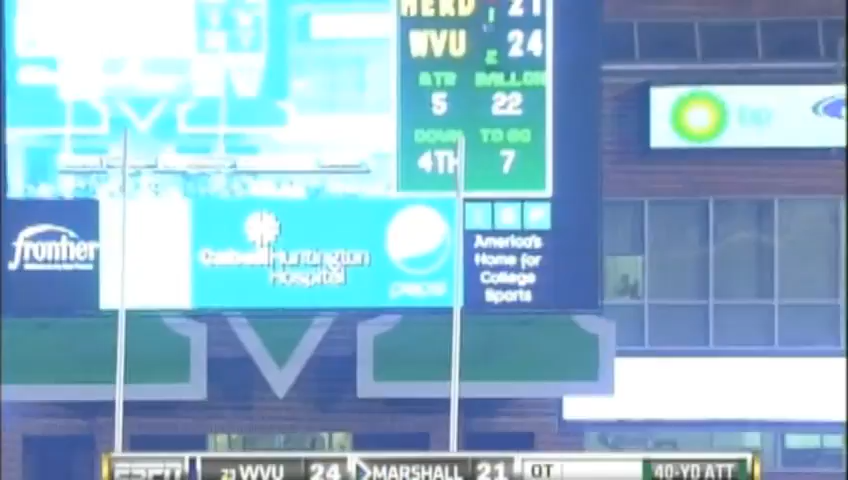 HERD 21
WVU 24
QTR BALL ON
5 22
DOWN TO GO
4TH 7
bp
frontier
Cabell Huntington
Hospital
pepsi
America's
Home for
College
Sports
ESPN 23 WVU 24 MARSHALL 21 OT 40-YD ATT